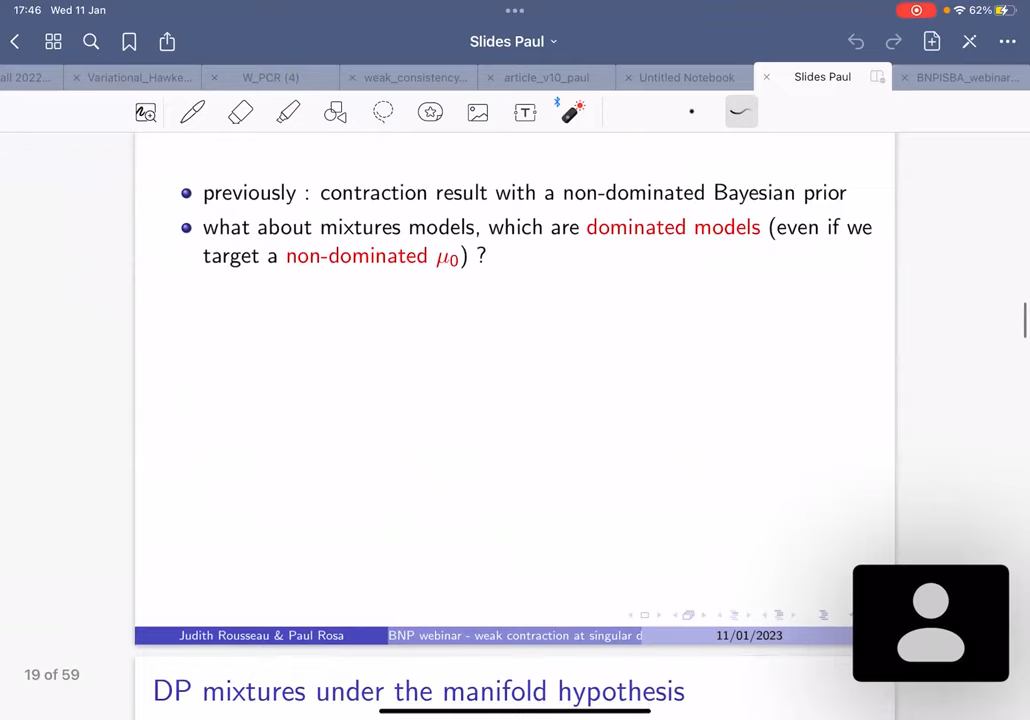 17:46 Wed 11 Jan
62%
Slides Paul
all 2022...
Variational_Hawke...
W_PCR (4)
weak_consistency...
article_v10_paul
Untitled Notebook
Slides Paul
BNPISBA_webinar...
previously : contraction result with a non-dominated Bayesian prior
what about mixtures models, which are dominated models (even if we
target a non-dominated μ₀) ?
Judith Rousseau & Paul Rosa
BNP webinar - weak contraction at singular d
11/01/2023
19 of 59
DP mixtures under the manifold hypothesis